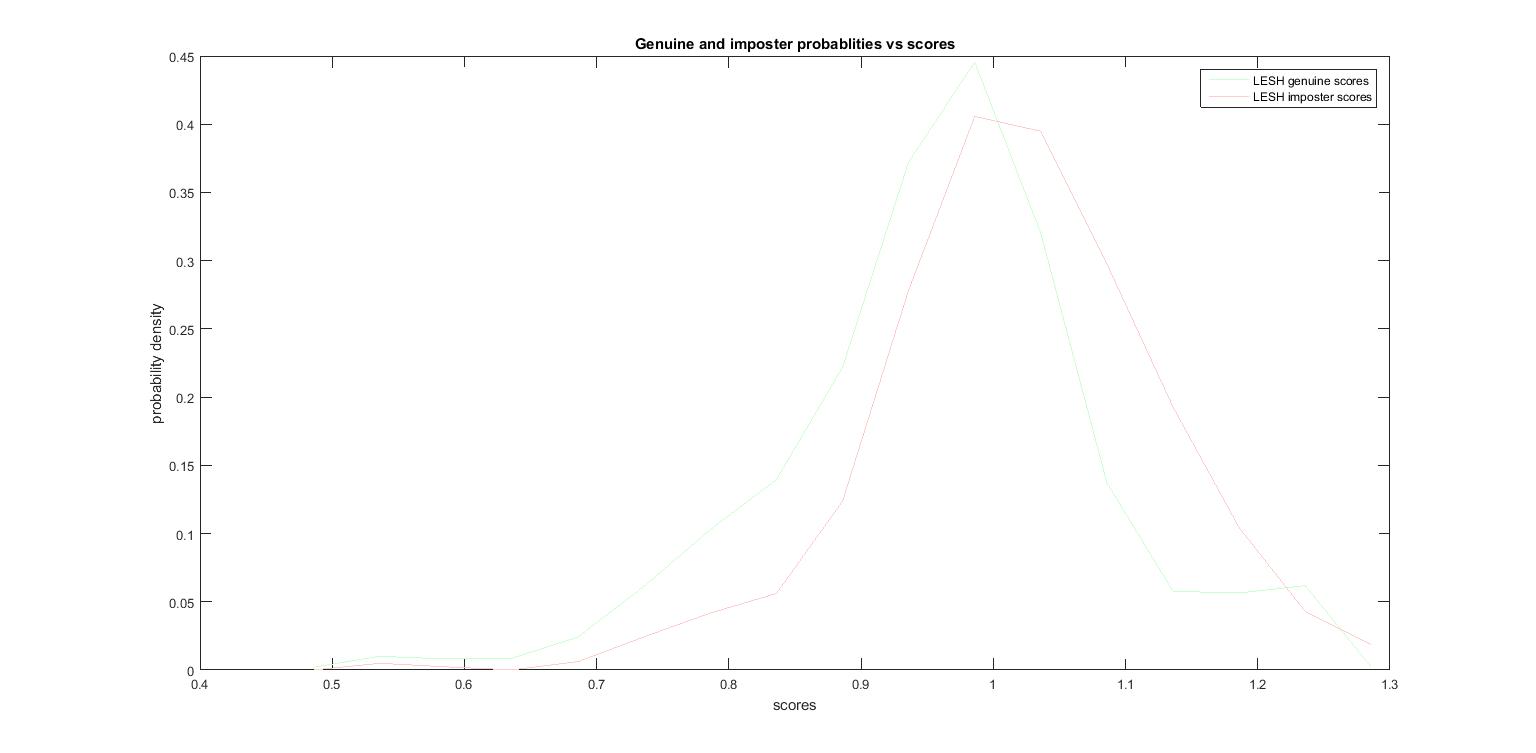 Genuine and imposter probablities vs scores
LESH genuine scores
LESH imposter scores
0.45
0.4
0.35
0.3
0.25
0.2
0.15
0.1
0.05
0
probability density
0.4 0.5 0.6 0.7 0.8 0.9 1 1.1 1.2 1.3
scores